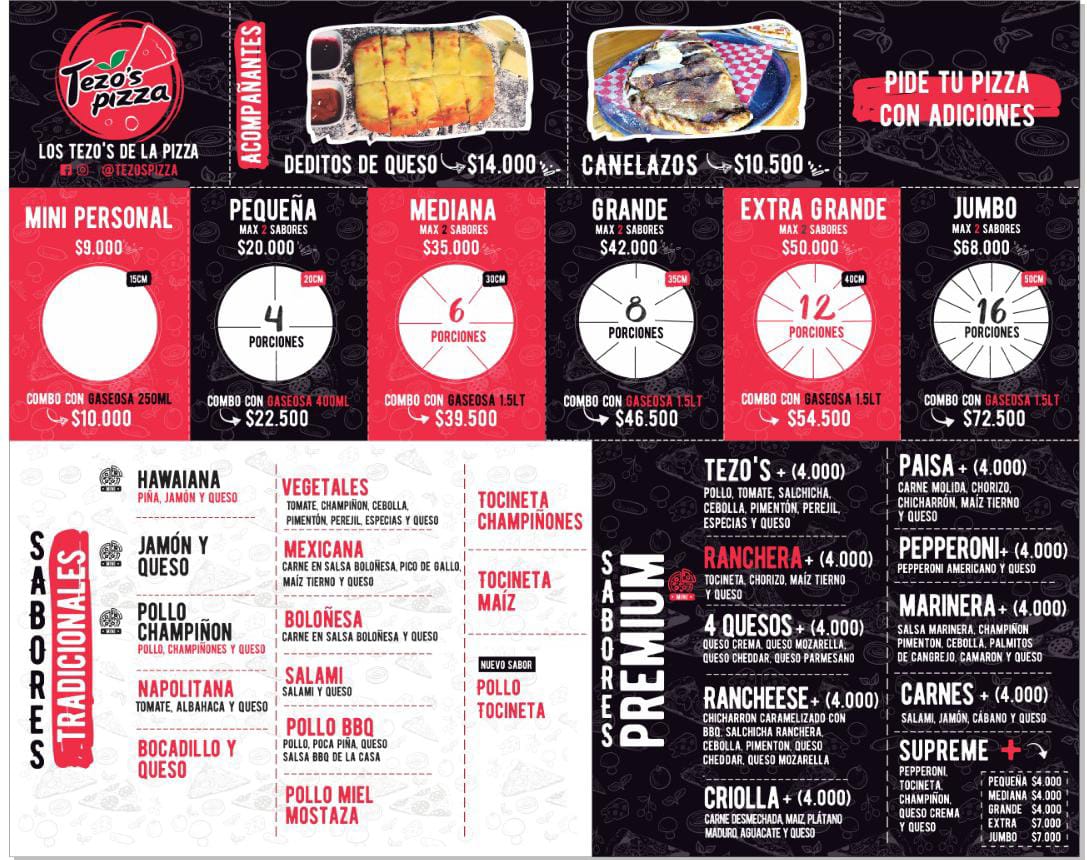 Tezo's
pizza
LOS TEZO'S DE LA PIZZA
@TEZOSPIZZA
ACOMPAÑANTES
DEDITOS DE QUESO $14.000
CANELAZOS $10.500
PIDE TU PIZZA
CON ADICIONES
MINI PERSONAL
$9.000
15CM
COMBO CON GASEOSA 250ML
$10.000
PEQUEÑA
MAX 2 SABORES
$20.000
20CM
4
PORCIONES
COMBO CON GASEOSA 400ML
$22.500
MEDIANA
MAX 2 SABORES
$35.000
30CM
6
PORCIONES
COMBO CON GASEOSA 1.5LT
$39.500
GRANDE
MAX 2 SABORES
$42.000
35CM
8
PORCIONES
COMBO CON GASEOSA 1.5LT
$46.500
EXTRA GRANDE
MAX 2 SABORES
$50.000
40CM
12
PORCIONES
COMBO CON GASEOSA 1.5LT
$54.500
JUMBO
MAX 2 SABORES
$68.000
50CM
16
PORCIONES
COMBO CON GASEOSA 1.5LT
$72.500
SABORES
TRADICIONALES
MINI
HAWAIANA
PIÑA, JAMÓN Y QUESO
MINI
JAMÓN Y
QUESO
MINI
POLLO
CHAMPIÑON
POLLO, CHAMPIÑONES Y QUESO
NAPOLITANA
TOMATE, ALBAHACA Y QUESO
BOCADILLO Y
QUESO
VEGETALES
TOMATE, CHAMPIÑON, CEBOLLA,
PIMENTÓN, PEREJIL, ESPECIAS Y QUESO
MEXICANA
CARNE EN SALSA BOLOÑESA, PICO DE GALLO,
MAÍZ TIERNO Y QUESO
BOLOÑESA
CARNE EN SALSA BOLOÑESA Y QUESO
SALAMI
SALAMI Y QUESO
POLLO BBQ
POLLO, POCA PIÑA, QUESO
SALSA BBQ DE LA CASA
POLLO MIEL
MOSTAZA
TOCINETA
CHAMPIÑONES
TOCINETA
MAÍZ
NUEVO SABOR
POLLO
TOCINETA
SABORES
PREMIUM
TEZO'S + (4.000)
POLLO, TOMATE, SALCHICHA,
CEBOLLA, PIMENTÓN, PEREJIL,
ESPECIAS Y QUESO
MINI
RANCHERA + (4.000)
TOCINETA, CHORIZO, MAÍZ TIERNO
Y QUESO
4 QUESOS + (4.000)
QUESO CREMA, QUESO MOZARELLA,
QUESO CHEDDAR, QUESO PARMESANO
RANCHEESE + (4.000)
CHICHARRON CARAMELIZADO CON
BBQ, SALCHICHA RANCHERA,
CEBOLLA, PIMENTON, QUESO
CHEDDAR, QUESO MOZARELLA
CRIOLLA + (4.000)
CARNE DESMECHADA, MAIZ, PLÁTANO
MADURO, AGUACATE Y QUESO
PAISA + (4.000)
CARNE MOLIDA, CHORIZO,
CHICHARRÓN, MAÍZ TIERNO
Y QUESO
PEPPERONI + (4.000)
PEPPERONI AMERICANO Y QUESO
MARINERA + (4.000)
SALSA MARINERA, CHAMPIÑON
PIMENTON, CEBOLLA, PALMITOS
DE CANGREJO, CAMARON Y QUESO
CARNES + (4.000)
SALAMI, JAMÓN, CÁBANO Y QUESO
SUPREME +
PEPPERONI,
TOCINETA,
CHAMPIÑON,
QUESO CREMA
Y QUESO
PEQUEÑA $4.000
MEDIANA $4.000
GRANDE $4.000
EXTRA $7.000
JUMBO $7.000